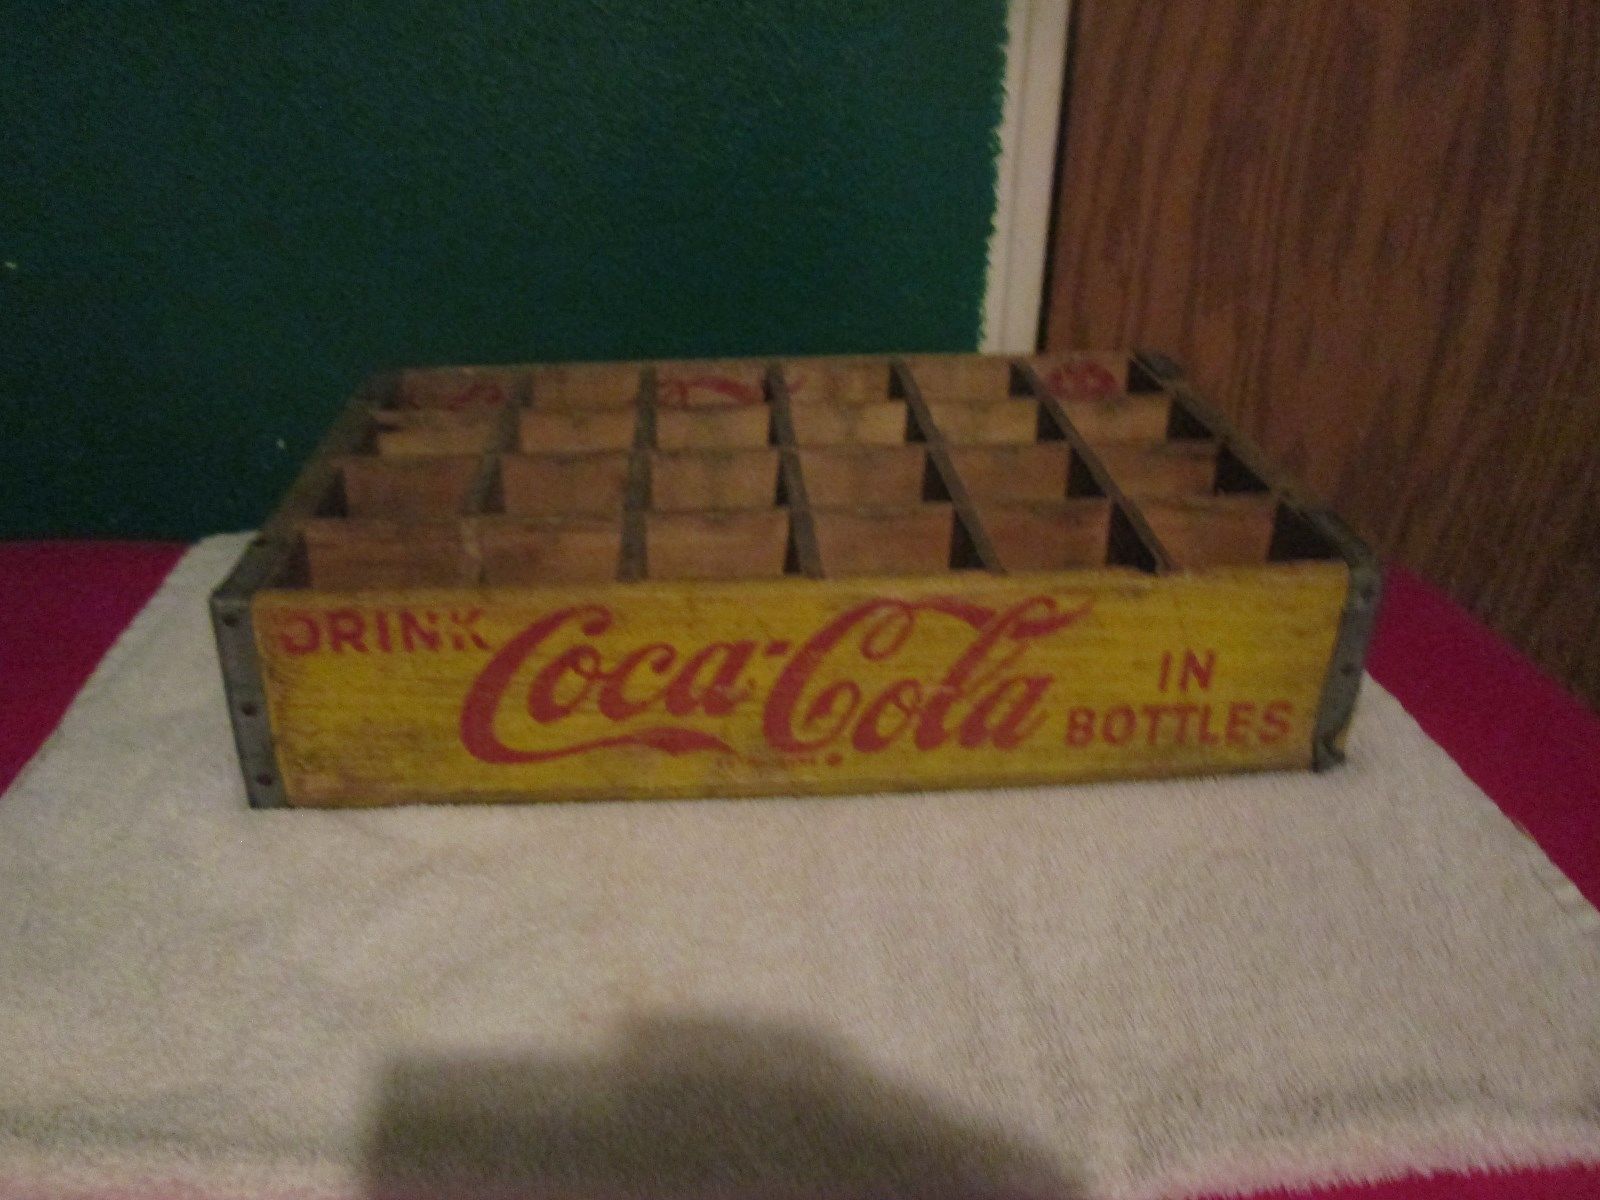 DRINK Coca-Cola IN
BOTTLES